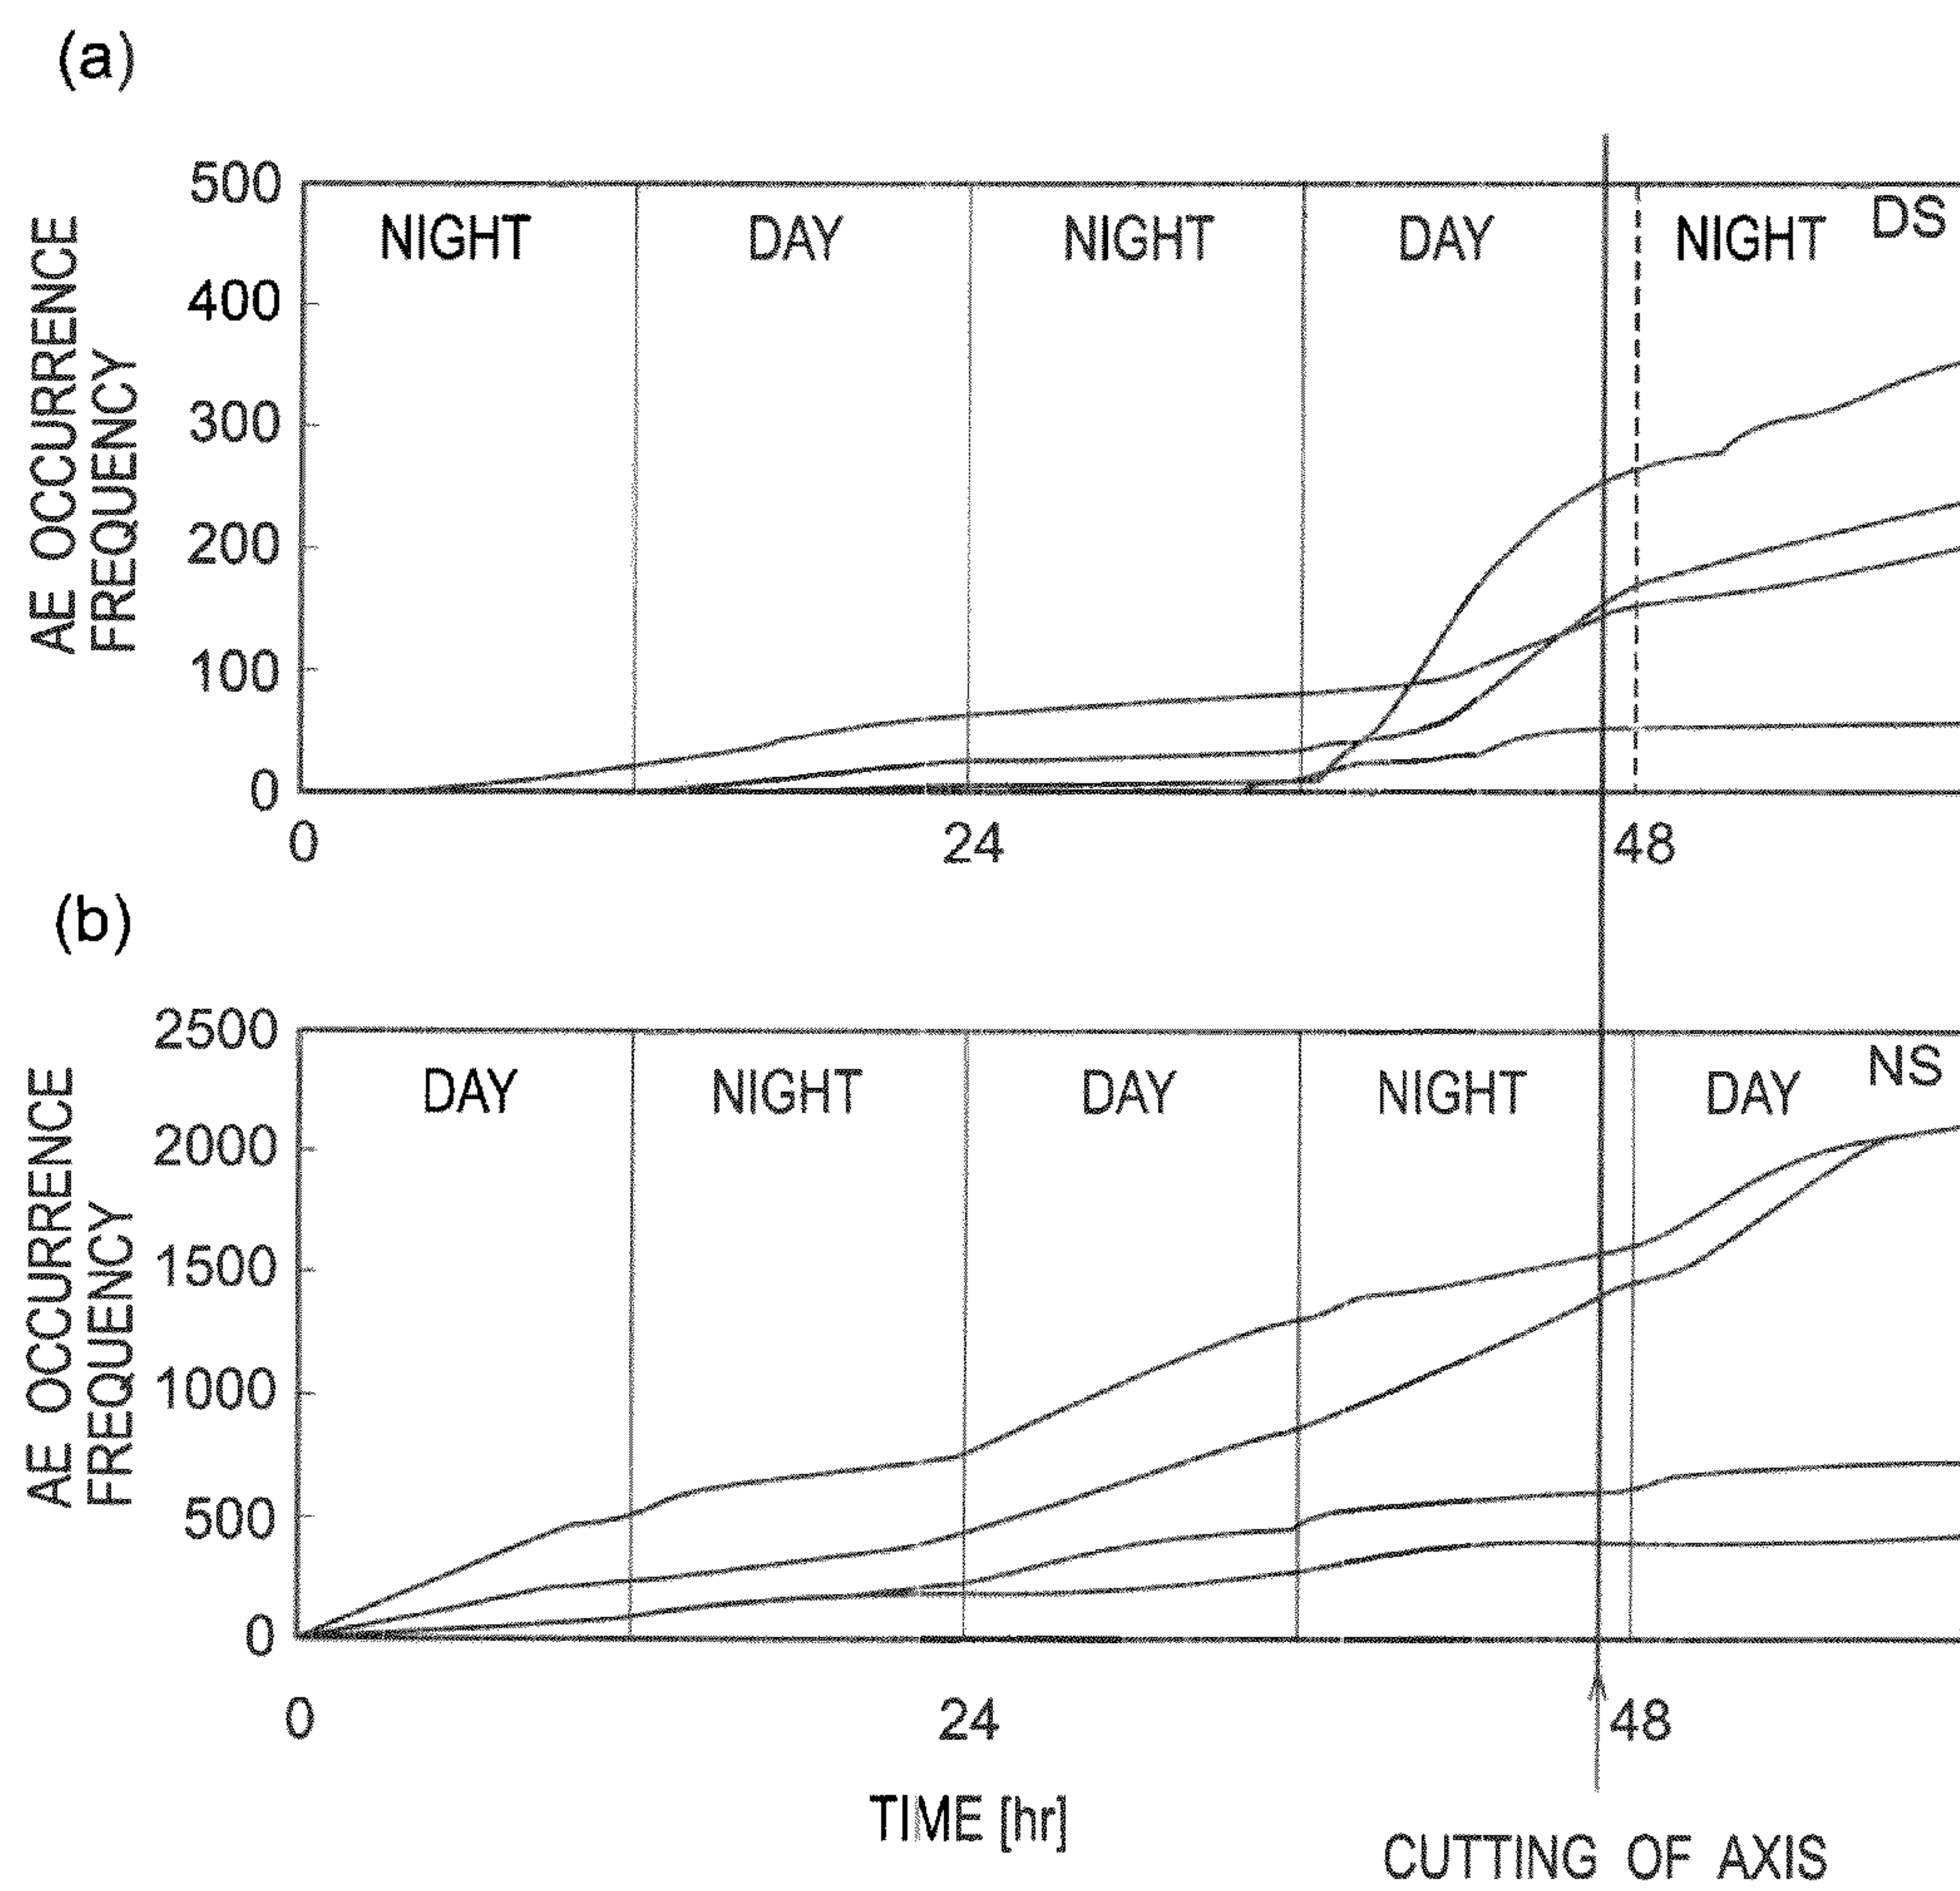 (a)
AE OCCURRENCE
FREQUENCY
500
400
300
200
100
0
NIGHT DAY NIGHT DAY NIGHT DS
0 24 48
(b)
AE OCCURRENCE
FREQUENCY
2500
2000
1500
1000
500
0
DAY NIGHT DAY NIGHT DAY NS
0 24 48
TIME [hr]
CUTTING OF AXIS